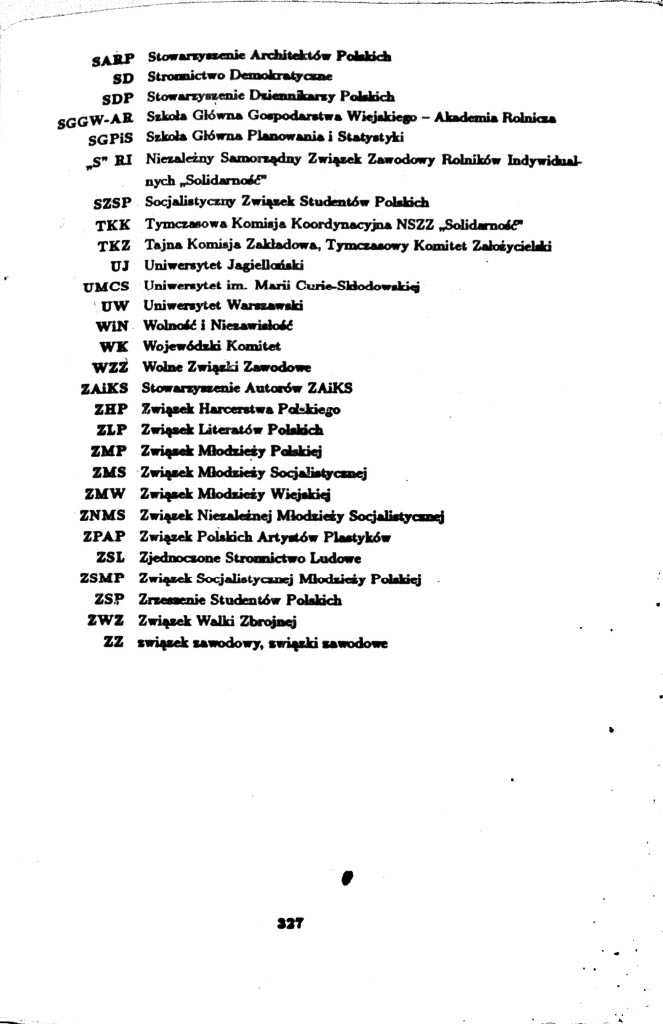 SARP Stowarzyszenie Architektów Polskich
SD Stronnictwo Demokratyczne
SDP Stowarzyszenie Dziennikarzy Polskich
SGGW-AR Szkoła Główna Gospodarstwa Wiejskiego – Akademia Rolnicza
SGPiS Szkoła Główna Planowania i Statystyki
„S" RI Niezależny Samorządny Związek Zawodowy Rolników Indywidual-
nych „Solidarność"
SZSP Socjalistyczny Związek Studentów Polskich
TKK Tymczasowa Komisja Koordynacyjna NSZZ „Solidarność"
TKZ Tajna Komisja Zakładowa, Tymczasowy Komitet Założycielski
UJ Uniwersytet Jagielloński
UMCS Uniwersytet im. Marii Curie-Skłodowskiej
UW Uniwersytet Warszawski
WiN Wolność i Niezawisłość
WK Wojewódzki Komitet
WZZ Wolne Związki Zawodowe
ZAiKS Stowarzyszenie Autorów ZAiKS
ZHP Związek Harcerstwa Polskiego
ZLP Związek Literatów Polskich
ZMP Związek Młodzieży Polskiej
ZMS Związek Młodzieży Socjalistycznej
ZMW Związek Młodzieży Wiejskiej
ZNMS Związek Niezależnej Młodzieży Socjalistycznej
ZPAP Związek Polskich Artystów Plastyków
ZSL Zjednoczone Stronnictwo Ludowe
ZSMP Związek Socjalistycznej Młodzieży Polskiej
ZSP Zrzeszenie Studentów Polskich
ZWZ Związek Walki Zbrojnej
ZZ związek zawodowy, związki zawodowe
327